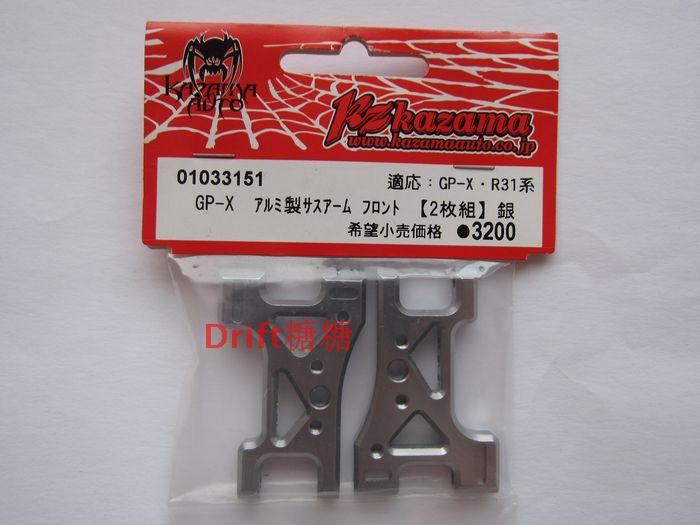 KAZAMA
AUTO
kazama
www.kazamaauto.co.jp
01033151 適応：GP-X・R31系
GP-X アルミ製サスアーム フロント 【2枚組】銀
希望小売価格 ●3200
Drift糖糖